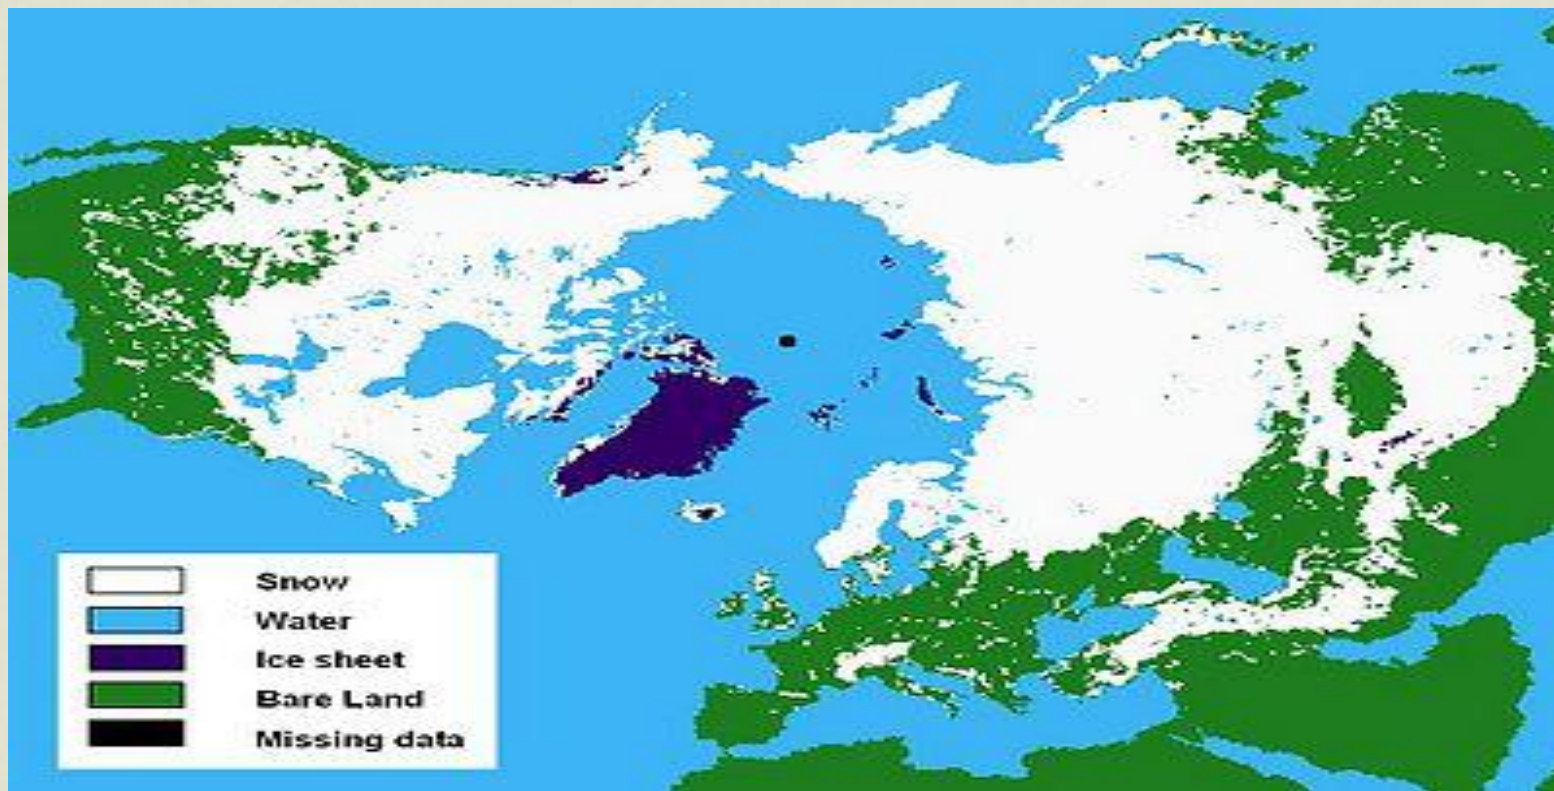 Snow
Water
Ice sheet
Bare Land
Missing data